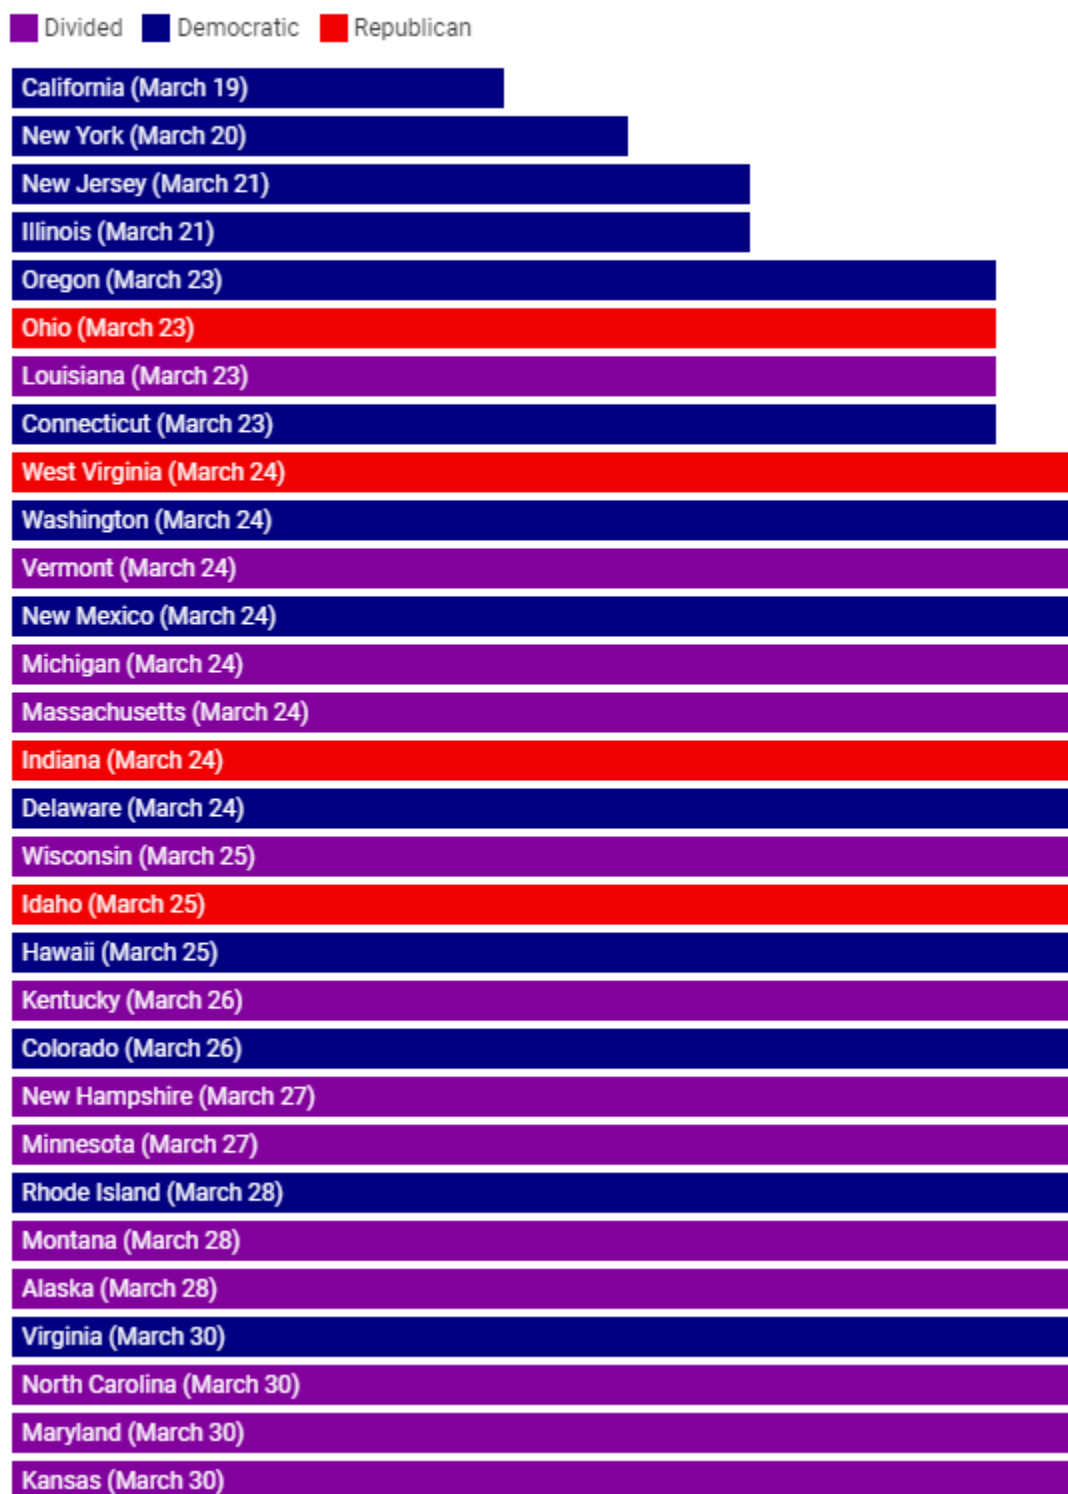 Divided Democratic Republican
California (March 19)
New York (March 20)
New Jersey (March 21)
Illinois (March 21)
Oregon (March 23)
Ohio (March 23)
Louisiana (March 23)
Connecticut (March 23)
West Virginia (March 24)
Washington (March 24)
Vermont (March 24)
New Mexico (March 24)
Michigan (March 24)
Massachusetts (March 24)
Indiana (March 24)
Delaware (March 24)
Wisconsin (March 25)
Idaho (March 25)
Hawaii (March 25)
Kentucky (March 26)
Colorado (March 26)
New Hampshire (March 27)
Minnesota (March 27)
Rhode Island (March 28)
Montana (March 28)
Alaska (March 28)
Virginia (March 30)
North Carolina (March 30)
Maryland (March 30)
Kansas (March 30)